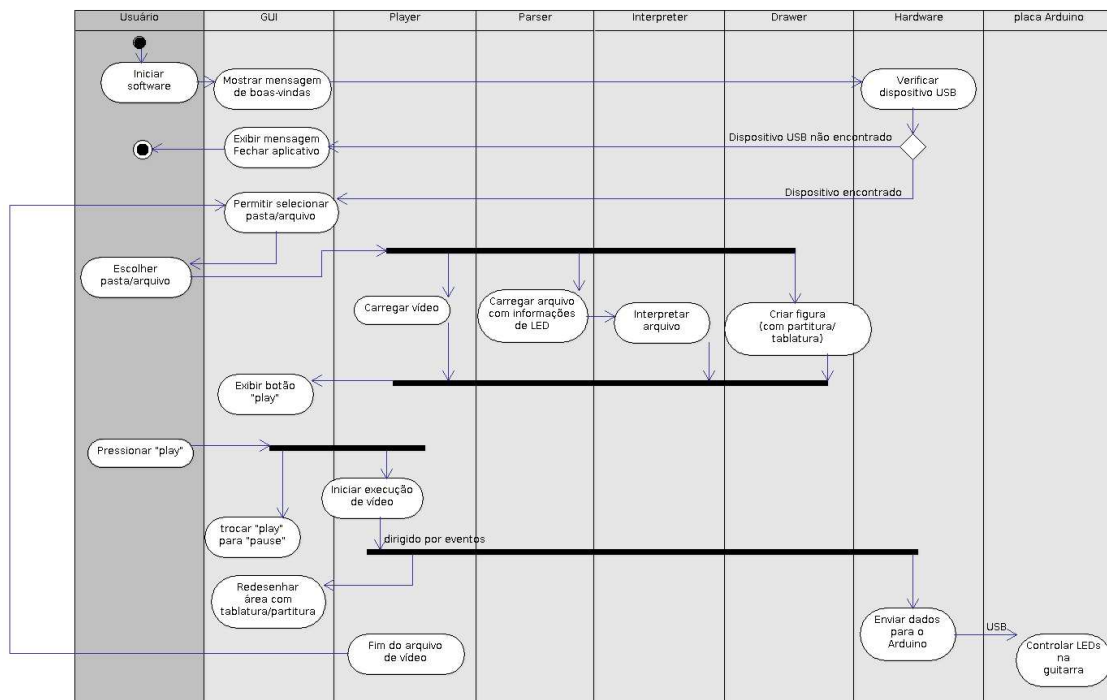 Usuário
GUI
Player
Parser
Interpreter
Drawer
Hardware
placa Arduino
Iniciar
software
Mostrar mensagem
de boas-vindas
Verificar
dispositivo USB
Exibir mensagem
Fechar aplicativo
Dispositivo USB não encontrado
Dispositivo encontrado
Permitir selecionar
pasta/arquivo
Escolher
pasta/arquivo
Carregar vídeo
Carregar arquivo
com informações
de LED
Interpretar
arquivo
Criar figura
(com partitura/
tablatura)
Exibir botão
"play"
Pressionar "play"
Iniciar execução
de vídeo
trocar "play"
para "pause"
dirigido por eventos
Redesenhar
área com
tablatura/partitura
Enviar dados
para o
Arduino
USB
Controlar LEDs
na
guitarra
Fim do arquivo
de vídeo